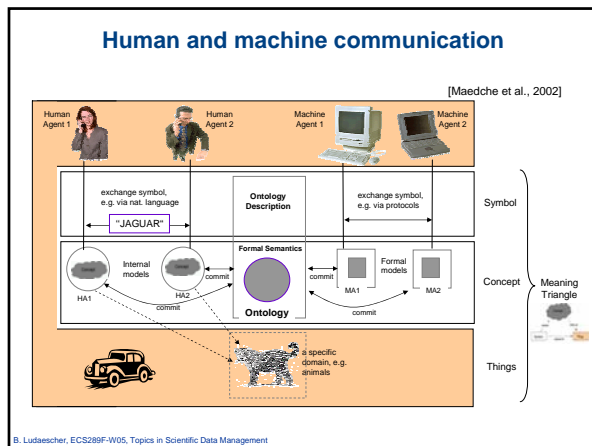 Human and machine communication
[Maedche et al., 2002]
Human
Agent 1
Human
Agent 2
Machine
Agent 1
Machine
Agent 2
exchange symbol,
e.g. via nat. language
"JAGUAR"
Ontology
Description
exchange symbol,
e.g. via protocols
Symbol
Formal Semantics
Internal
models
HA1
HA2
commit
commit
Ontology
commit
Formal
models
MA1
MA2
commit
Concept
Meaning
Triangle
a specific
domain, e.g.
animals
Things
B. Ludaescher, ECS289F-W05, Topics in Scientific Data Management